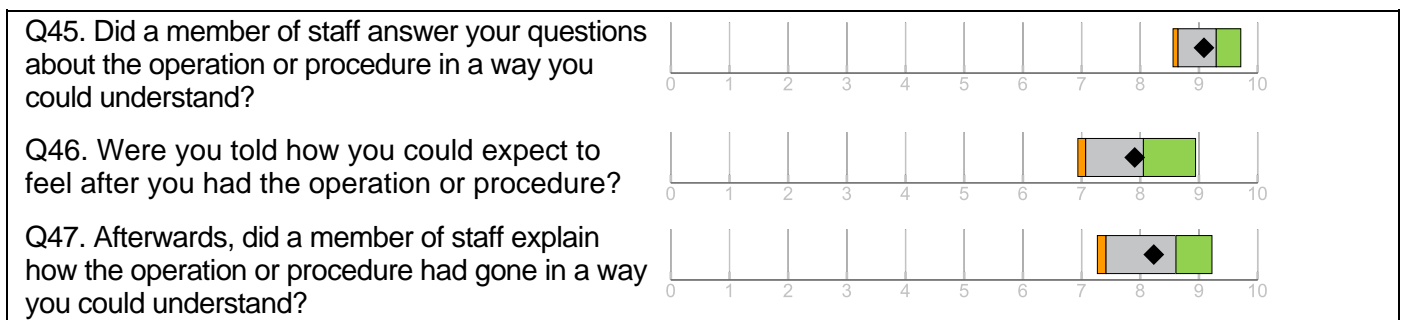 Q45. Did a member of staff answer your questions
about the operation or procedure in a way you
could understand?
0 1 2 3 4 5 6 7 8 9 10
Q46. Were you told how you could expect to
feel after you had the operation or procedure?
0 1 2 3 4 5 6 7 8 9 10
Q47. Afterwards, did a member of staff explain
how the operation or procedure had gone in a way
you could understand?
0 1 2 3 4 5 6 7 8 9 10